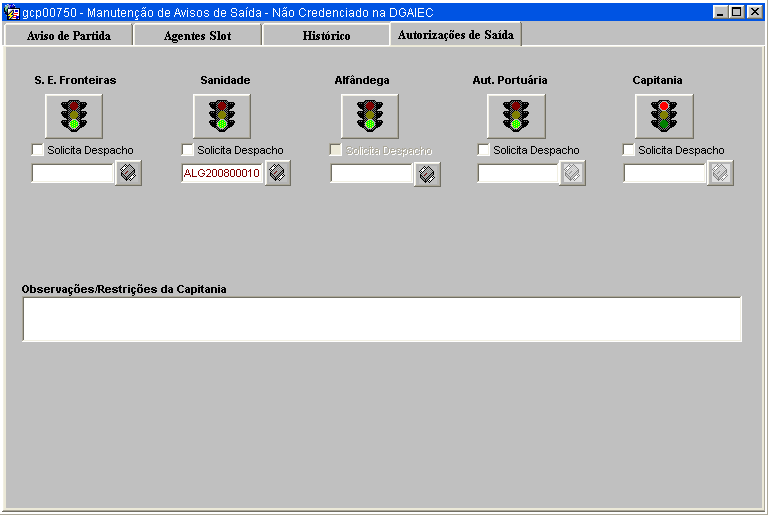 gcp00750 - Manutenção de Avisos de Saída - Não Credenciado na DGAIEC
Aviso de Partida Agentes Slot Histórico Autorizações de Saída
S. E. Fronteiras Sanidade Alfândega Aut. Portuária Capitania
Solicita Despacho Solicita Despacho Solicita Despacho Solicita Despacho Solicita Despacho
ALG200800010
Observações/Restrições da Capitania